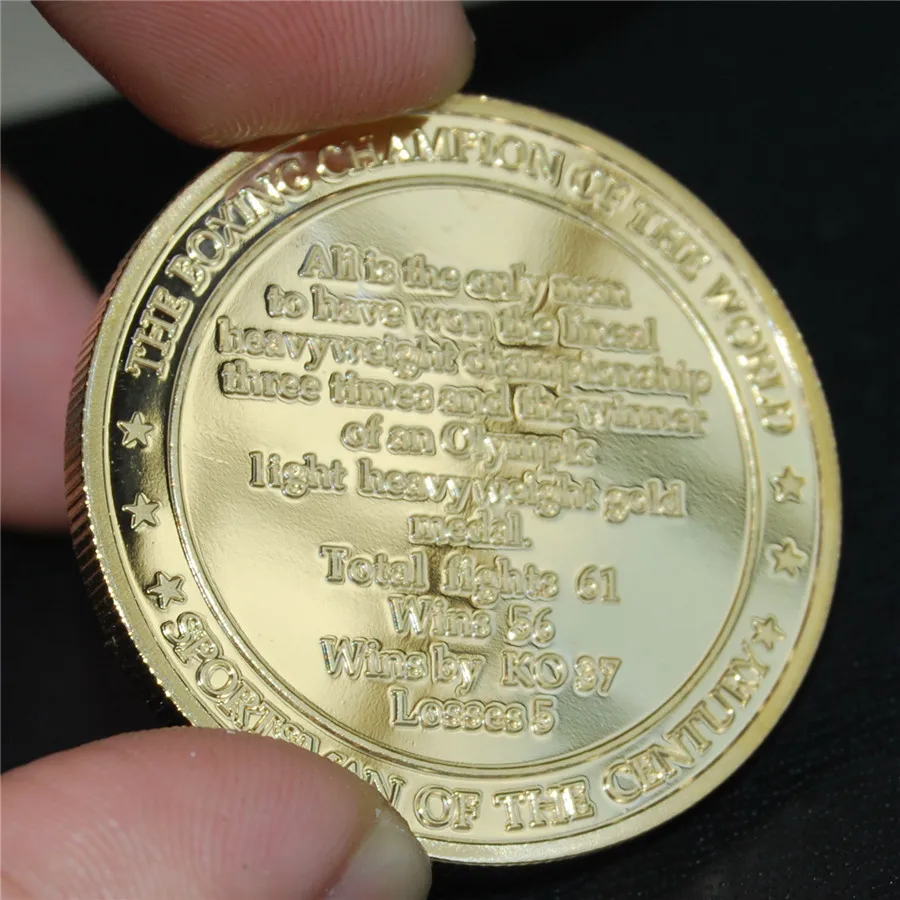 THE BOXING CHAMPION OF THE WORLD
Ali is the only man
to have won the lineal
heavyweight championship
three times and the winner
of an Olympic
light heavyweight gold
medal.
Total fights 61
Wins 56
Wins by KO 37
Losses 5
SPORTSMAN OF THE CENTURY